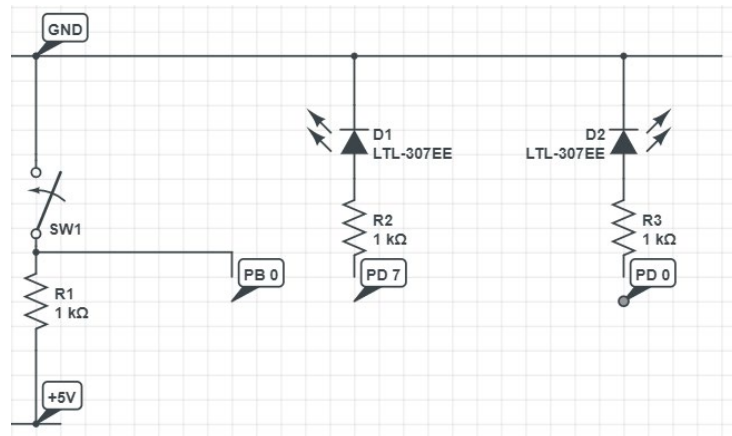 GND
D1
LTL-307EE
D2
LTL-307EE
SW1
R2
1 kΩ
R3
1 kΩ
PB 0
PD 7
PD 0
R1
1 kΩ
+5V